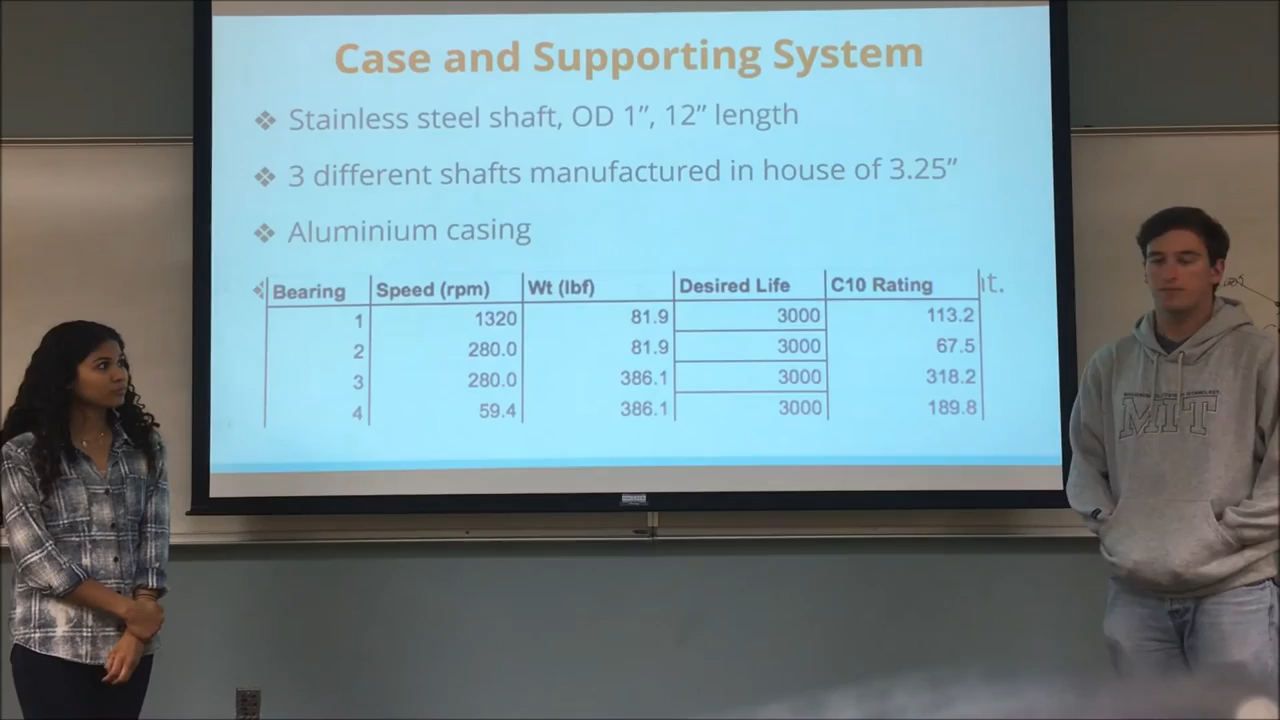 Case and Supporting System
❖ Stainless steel shaft, OD 1”, 12” length
❖ 3 different shafts manufactured in house of 3.25”
❖ Aluminium casing
Bearing Speed (rpm) Wt (lbf) Desired Life C10 Rating
1 1320 81.9 3000 113.2
2 280.0 81.9 3000 67.5
3 280.0 386.1 3000 318.2
4 59.4 386.1 3000 189.8
MIT